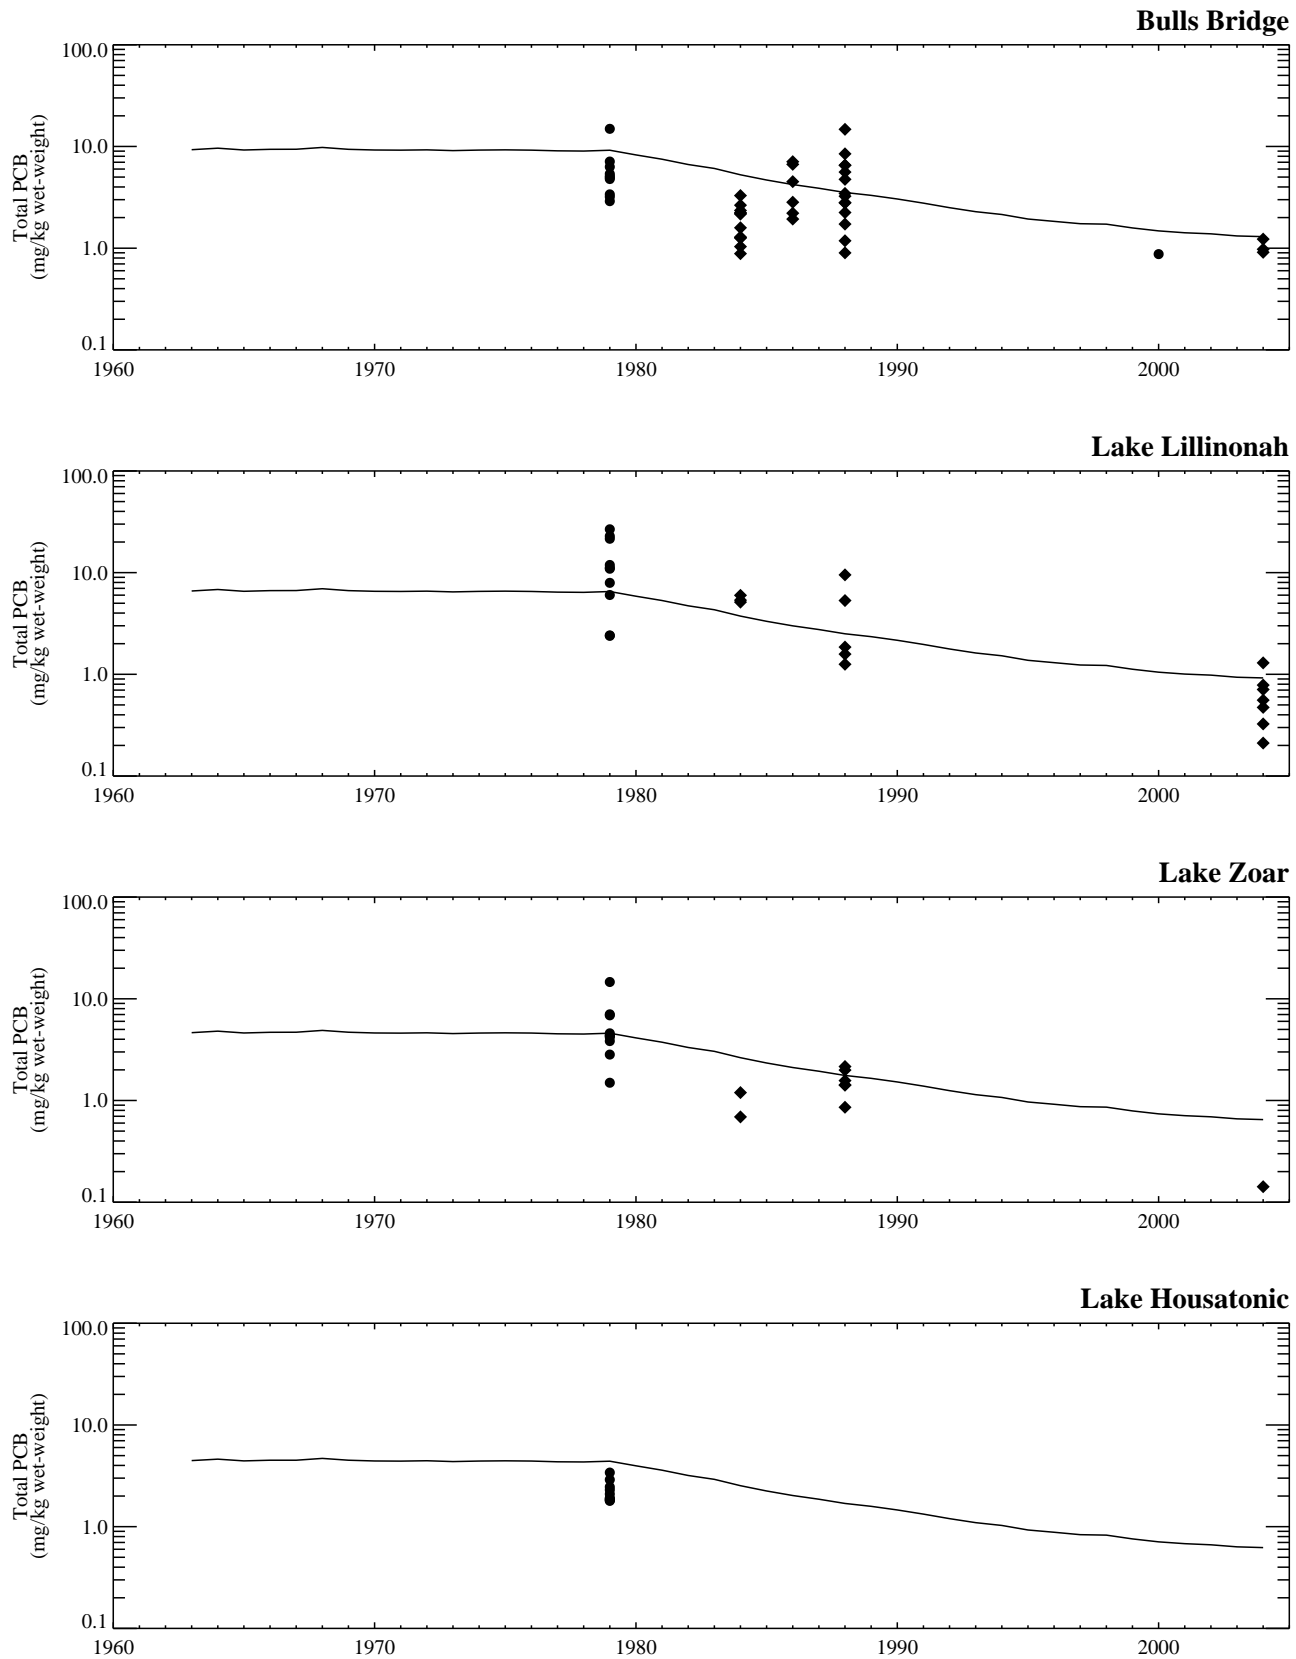 Bulls Bridge
100.0
10.0
1.0
0.1
Total PCB
(mg/kg wet-weight)
1960 1970 1980 1990 2000
Lake Lillinonah
100.0
10.0
1.0
0.1
Total PCB
(mg/kg wet-weight)
1960 1970 1980 1990 2000
Lake Zoar
100.0
10.0
1.0
0.1
Total PCB
(mg/kg wet-weight)
1960 1970 1980 1990 2000
Lake Housatonic
100.0
10.0
1.0
0.1
Total PCB
(mg/kg wet-weight)
1960 1970 1980 1990 2000